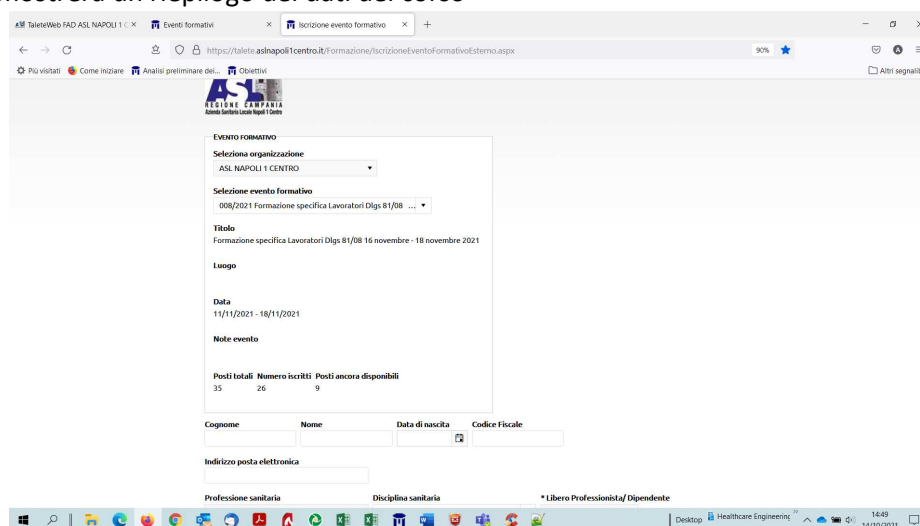 mostrerà un riepilogo dei dati del corso
TaleteWeb FAD ASL NAPOLI 1 C
Eventi formativi
Iscrizione evento formativo
https://talete.aslnapoli1centro.it/Formazione/IscrizioneEventoFormativoEsterno.aspx
90%
Più visitati
Come iniziare
Analisi preliminare dei...
Obiettivi
Altri segnalib
ASL
REGIONE CAMPANIA
Azienda Sanitaria Locale Napoli 1 Centro
EVENTO FORMATIVO
Seleziona organizzazione
ASL NAPOLI 1 CENTRO
Selezione evento formativo
008/2021 Formazione specifica Lavoratori Dlgs 81/08 ...
Titolo
Formazione specifica Lavoratori Dlgs 81/08 16 novembre - 18 novembre 2021
Luogo
Data
11/11/2021 - 18/11/2021
Note evento
Posti totali Numero iscritti Posti ancora disponibili
35 26 9
Cognome Nome Data di nascita Codice Fiscale
Indirizzo posta elettronica
Professione sanitaria Disciplina sanitaria * Libero Professionista/ Dipendente
Desktop
Healthcare Engineering
14:49
14/10/2021